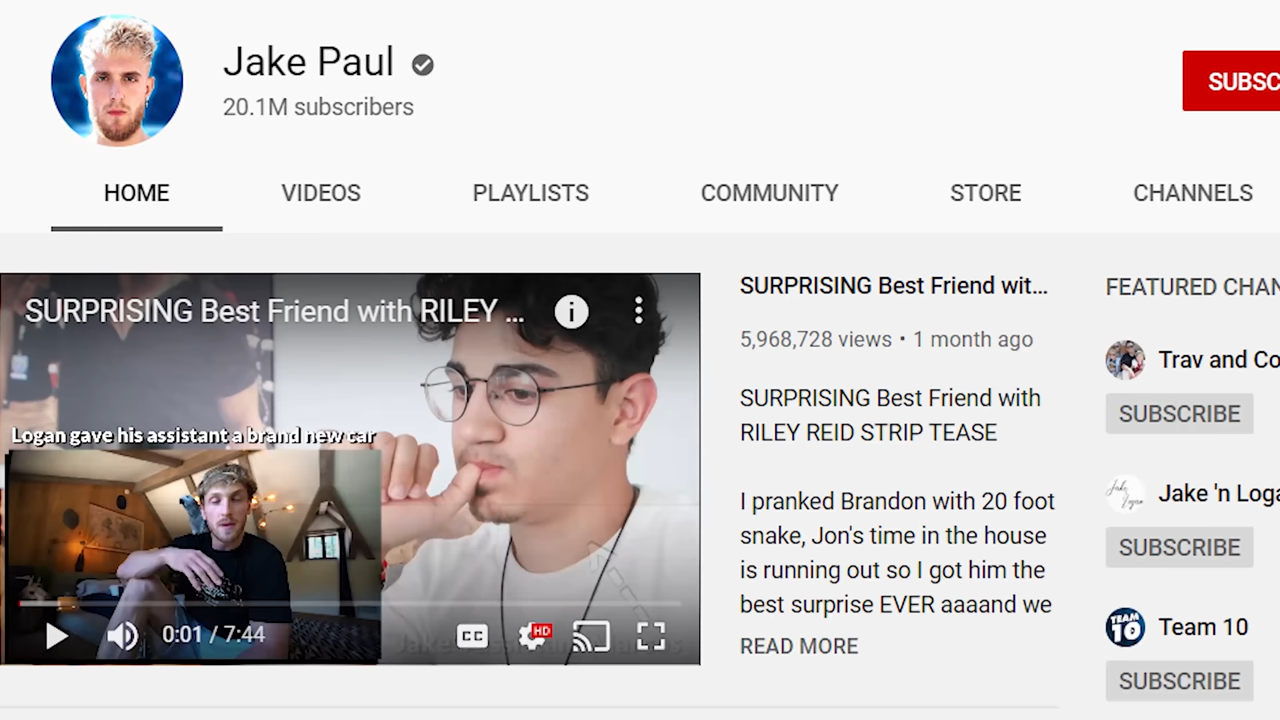 Jake Paul
20.1M subscribers
SUBSC
HOME
VIDEOS
PLAYLISTS
COMMUNITY
STORE
CHANNELS
SURPRISING Best Friend with RILEY ...
Logan gave his assistant a brand new car
0:01 / 7:44
CC
HD
SURPRISING Best Friend wit...
5,968,728 views • 1 month ago
SURPRISING Best Friend with
RILEY REID STRIP TEASE
I pranked Brandon with 20 foot
snake, Jon's time in the house
is running out so I got him the
best surprise EVER aaaand we
READ MORE
FEATURED CHAN
Trav and Co
SUBSCRIBE
Jake 'n Loga
SUBSCRIBE
TEAM
10
Team 10
SUBSCRIBE